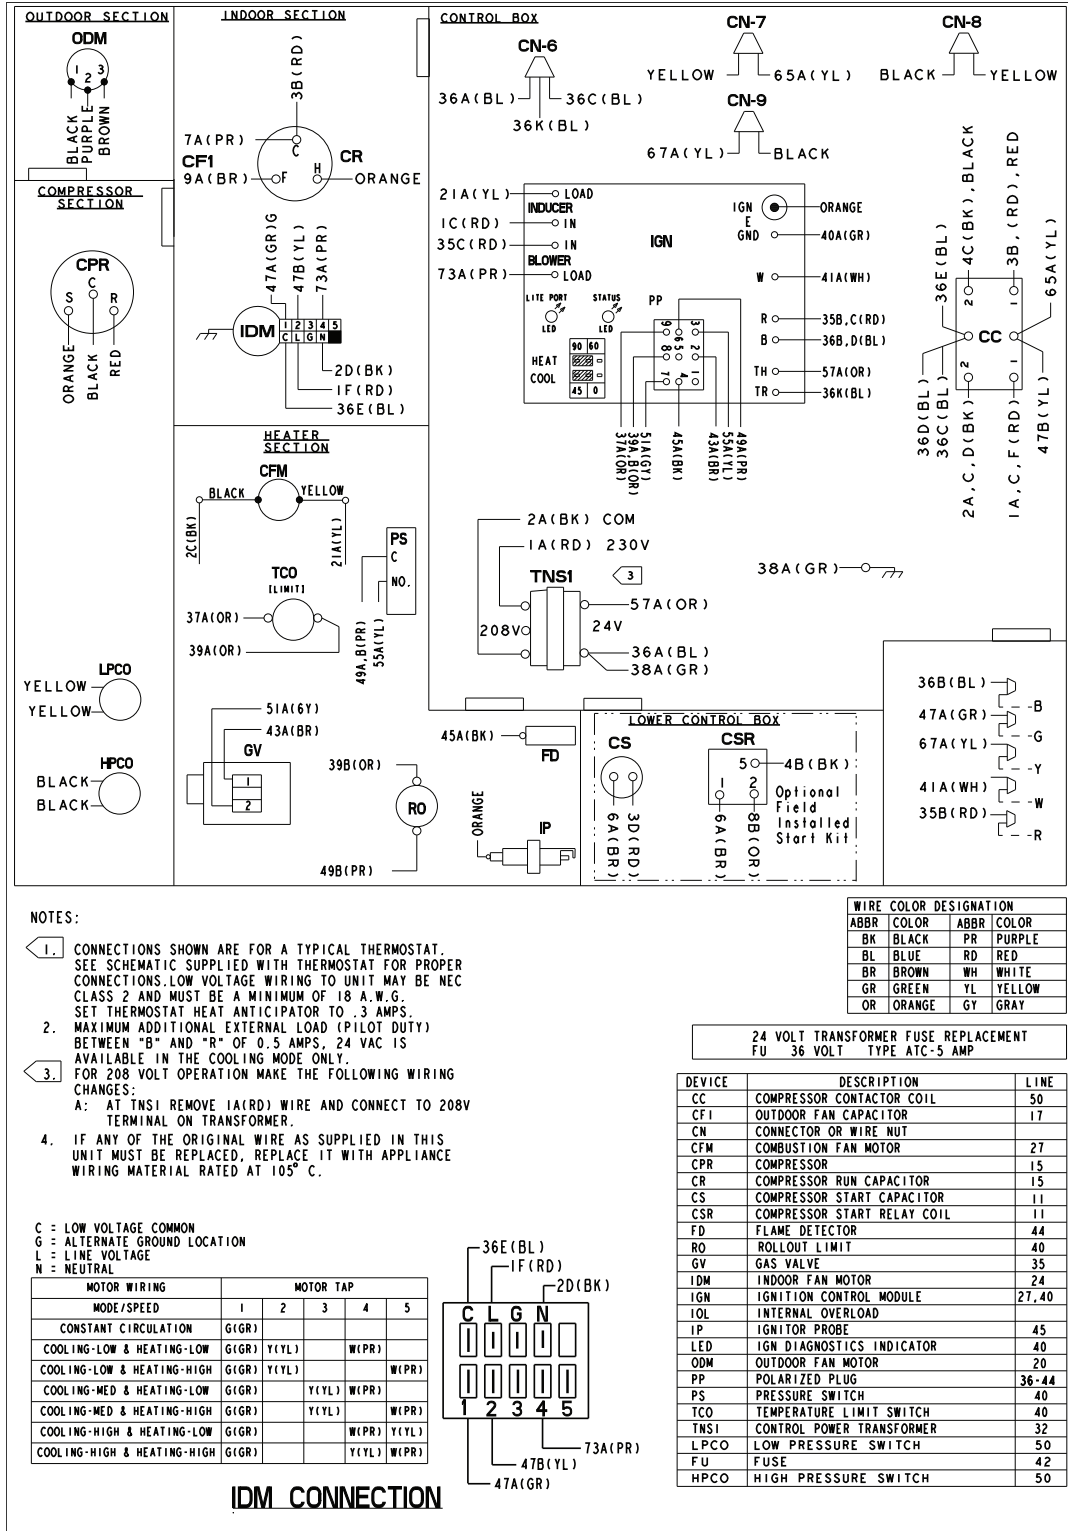 OUTDOOR SECTION
ODM
1 2 3
BLACK
PURPLE
BROWN
COMPRESSOR
SECTION
CPR
C
S R
ORANGE
BLACK
RED
LPCO
YELLOW
YELLOW
HPCO
BLACK
BLACK
INDOOR SECTION
3B(RD)
7A(PR)
C
CF1
CR
9A(BR)
F H
ORANGE
47A(GR)G
47B(YL)
73A(PR)
IDM
1 2 3 4 5
C L G N
2D(BK)
1F(RD)
36E(BL)
HEATER
SECTION
CFM
BLACK
YELLOW
2C(BK)
21A(YL)
PS
C
NO.
TCO
[LIMIT]
37A(OR)
39A(OR)
49A,B(PR)
55A(YL)
51A(GY)
43A(BR)
GV
1
2
39B(OR)
RO
49B(PR)
CONTROL BOX
CN-6
36A(BL)
36C(BL)
36K(BL)
CN-7
YELLOW
65A(YL)
CN-8
BLACK
YELLOW
CN-9
67A(YL)
BLACK
21A(YL)
LOAD
INDUCER
1C(RD)
IN
35C(RD)
IN
BLOWER
73A(PR)
LOAD
IGN
IGN
E
GND
ORANGE
40A(GR)
W
41A(WH)
R
35B,C(RD)
B
36B,D(BL)
TH
57A(OR)
TR
36K(BL)
LITE PORT
LED
STATUS
LED
PP
9 6 3
8 5 2
7 4 1
90 60
HEAT
COOL
45 0
37A(OR)
39A,B(OR)
51A(GY)
45A(BK)
43A(BR)
55A(YL)
49A(PR)
36E(BL)
4C(BK),BLACK
3B,(RD),RED
65A(YL)
2 1
CC
2 1
36D(BL)
36C(BL)
2A,C,D(BK)
1A,C,F(RD)
47B(YL)
2A(BK) COM
1A(RD) 230V
TNS1
3
57A(OR)
208V
24V
36A(BL)
38A(GR)
38A(GR)
45A(BK)
FD
ORANGE
IP
LOWER CONTROL BOX
CS
CSR
5
4B(BK)
1 2
Optional
Field
Installed
Start Kit
6A(BR)
3D(RD)
6A(BR)
8B(OR)
36B(BL)
B
47A(GR)
G
67A(YL)
Y
41A(WH)
W
35B(RD)
R
NOTES:
1. CONNECTIONS SHOWN ARE FOR A TYPICAL THERMOSTAT.
SEE SCHEMATIC SUPPLIED WITH THERMOSTAT FOR PROPER
CONNECTIONS.LOW VOLTAGE WIRING TO UNIT MAY BE NEC
CLASS 2 AND MUST BE A MINIMUM OF 18 A.W.G.
SET THERMOSTAT HEAT ANTICIPATOR TO .3 AMPS.
2. MAXIMUM ADDITIONAL EXTERNAL LOAD (PILOT DUTY)
BETWEEN "B" AND "R" OF 0.5 AMPS, 24 VAC IS
AVAILABLE IN THE COOLING MODE ONLY.
3. FOR 208 VOLT OPERATION MAKE THE FOLLOWING WIRING
CHANGES:
A: AT TNS1 REMOVE 1A(RD) WIRE AND CONNECT TO 208V
TERMINAL ON TRANSFORMER.
4. IF ANY OF THE ORIGINAL WIRE AS SUPPLIED IN THIS
UNIT MUST BE REPLACED, REPLACE IT WITH APPLIANCE
WIRING MATERIAL RATED AT 105° C.
C = LOW VOLTAGE COMMON
G = ALTERNATE GROUND LOCATION
L = LINE VOLTAGE
N = NEUTRAL
MOTOR WIRING MOTOR TAP
MODE/SPEED 1 2 3 4 5
CONSTANT CIRCULATION G(GR)
COOLING-LOW & HEATING-LOW G(GR) Y(YL) W(PR)
COOLING-LOW & HEATING-HIGH G(GR) Y(YL) W(PR)
COOLING-MED & HEATING-LOW G(GR) Y(YL) W(PR)
COOLING-MED & HEATING-HIGH G(GR) Y(YL) W(PR)
COOLING-HIGH & HEATING-LOW G(GR) W(PR) Y(YL)
COOLING-HIGH & HEATING-HIGH G(GR) Y(YL) W(PR)
36E(BL)
1F(RD)
2D(BK)
C L G N
1 2 3 4 5
73A(PR)
47B(YL)
47A(GR)
IDM CONNECTION
WIRE COLOR DESIGNATION
ABBR COLOR ABBR COLOR
BK BLACK PR PURPLE
BL BLUE RD RED
BR BROWN WH WHITE
GR GREEN YL YELLOW
OR ORANGE GY GRAY
24 VOLT TRANSFORMER FUSE REPLACEMENT
FU 36 VOLT TYPE ATC-5 AMP
DEVICE DESCRIPTION LINE
CC COMPRESSOR CONTACTOR COIL 50
CF1 OUTDOOR FAN CAPACITOR 17
CN CONNECTOR OR WIRE NUT
CFM COMBUSTION FAN MOTOR 27
CPR COMPRESSOR 15
CR COMPRESSOR RUN CAPACITOR 15
CS COMPRESSOR START CAPACITOR 11
CSR COMPRESSOR START RELAY COIL 11
FD FLAME DETECTOR 44
RO ROLLOUT LIMIT 40
GV GAS VALVE 35
IDM INDOOR FAN MOTOR 24
IGN IGNITION CONTROL MODULE 27,40
IOL INTERNAL OVERLOAD
IP IGNITOR PROBE 45
LED IGN DIAGNOSTICS INDICATOR 40
ODM OUTDOOR FAN MOTOR 20
PP POLARIZED PLUG 36-44
PS PRESSURE SWITCH 40
TCO TEMPERATURE LIMIT SWITCH 40
TNS1 CONTROL POWER TRANSFORMER 32
LPCO LOW PRESSURE SWITCH 50
FU FUSE 42
HPCO HIGH PRESSURE SWITCH 50